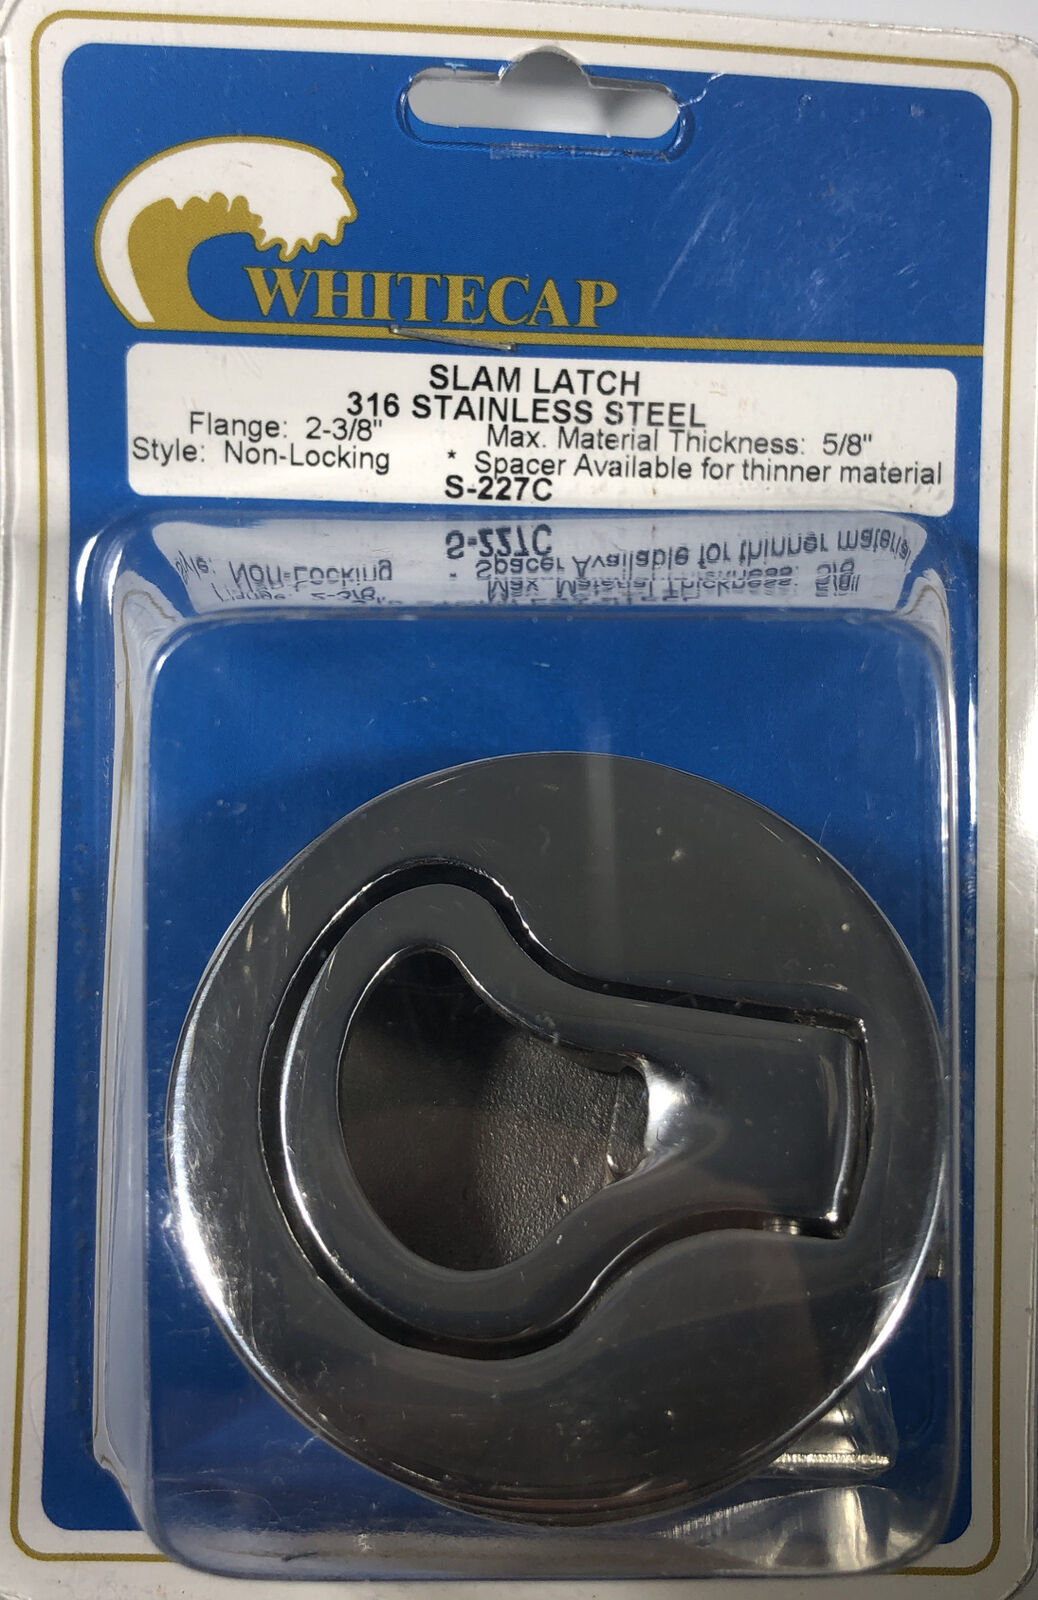 WHITECAP
SLAM LATCH
316 STAINLESS STEEL
Flange: 2-3/8" Max. Material Thickness: 5/8"
Style: Non-Locking * Spacer Available for thinner material
S-227C